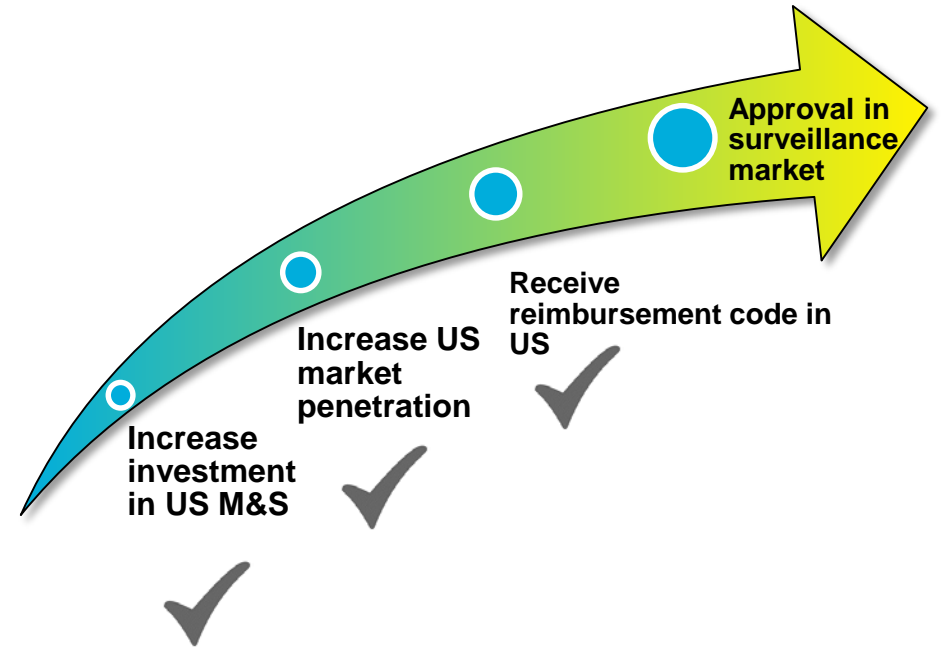 Approval in
surveillance
market
Receive
reimbursement code in
US
Increase US
market
penetration
Increase
investment
in US M&S